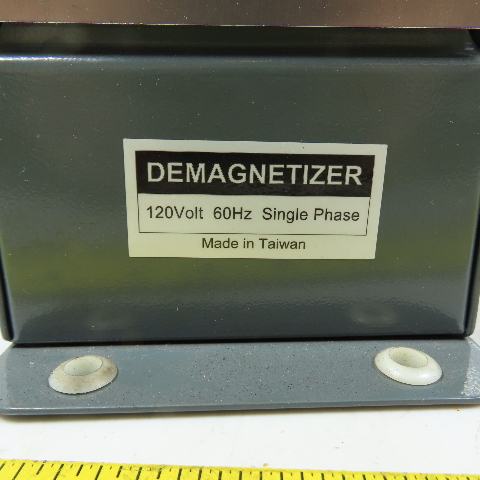 DEMAGNETIZER
120Volt 60Hz Single Phase
Made in Taiwan